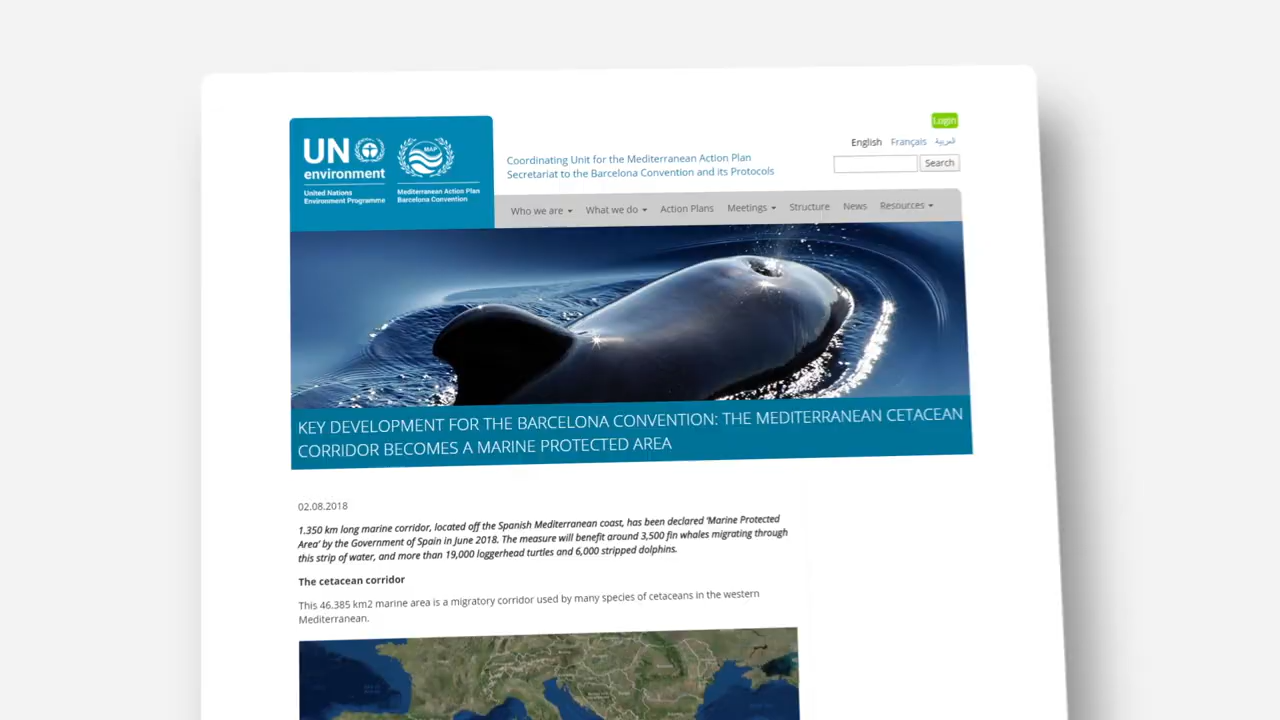 Login
English Français العربية
Search
UN
environment
United Nations
Environment Programme
MAP
Mediterranean Action Plan
Barcelona Convention
Coordinating Unit for the Mediterranean Action Plan
Secretariat to the Barcelona Convention and its Protocols
Who we are What we do Action Plans Meetings Structure News Resources
KEY DEVELOPMENT FOR THE BARCELONA CONVENTION: THE MEDITERRANEAN CETACEAN
CORRIDOR BECOMES A MARINE PROTECTED AREA
02.08.2018
1.350 km long marine corridor, located off the Spanish Mediterranean coast, has been declared ‘Marine Protected
Area’ by the Government of Spain in June 2018. The measure will benefit around 3,500 fin whales migrating through
this strip of water, and more than 19,000 loggerhead turtles and 6,000 stripped dolphins.
The cetacean corridor
This 46.385 km2 marine area is a migratory corridor used by many species of cetaceans in the western
Mediterranean.